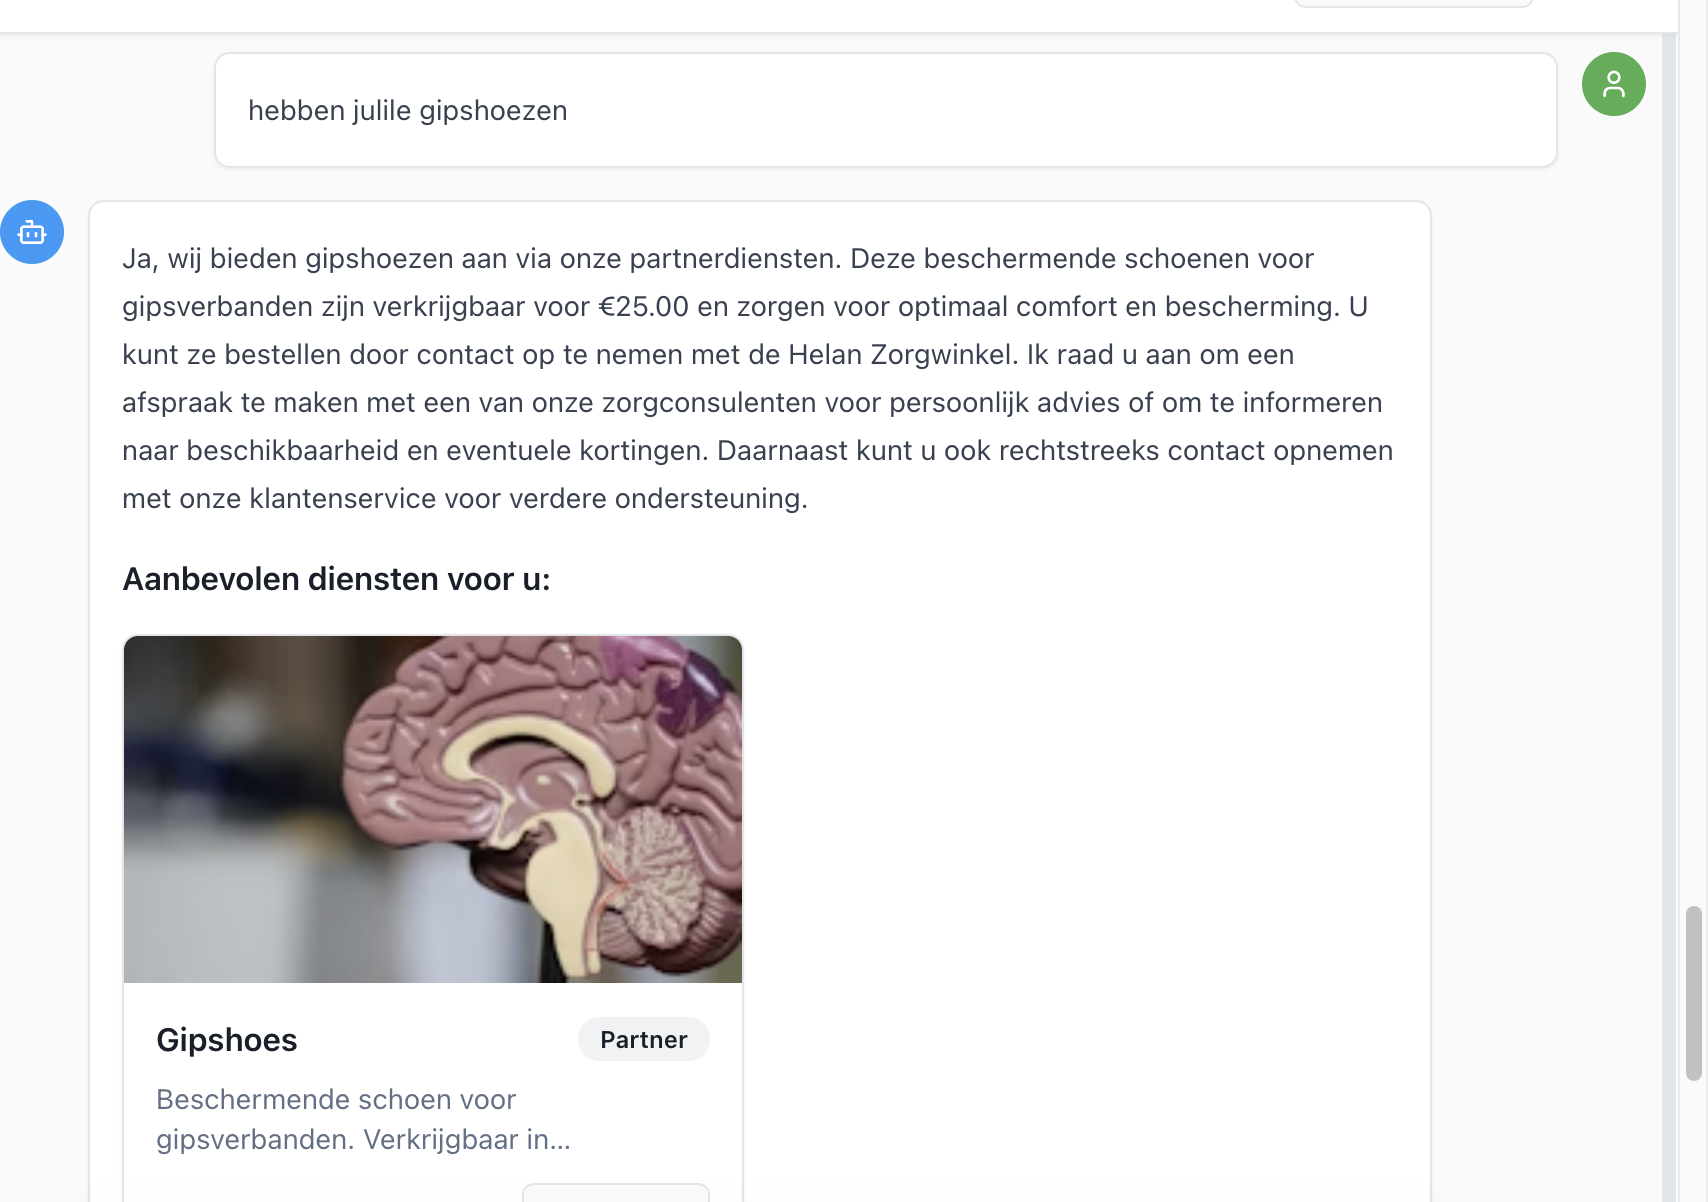 hebben julile gipshoezen
Ja, wij bieden gipshoezen aan via onze partnerdiensten. Deze beschermende schoenen voor
gipsverbanden zijn verkrijgbaar voor €25.00 en zorgen voor optimaal comfort en bescherming. U
kunt ze bestellen door contact op te nemen met de Helan Zorgwinkel. Ik raad u aan om een
afspraak te maken met een van onze zorgconsulenten voor persoonlijk advies of om te informeren
naar beschikbaarheid en eventuele kortingen. Daarnaast kunt u ook rechtstreeks contact opnemen
met onze klantenservice voor verdere ondersteuning.
Aanbevolen diensten voor u:
Gipshoes
Partner
Beschermende schoen voor
gipsverbanden. Verkrijgbaar in...